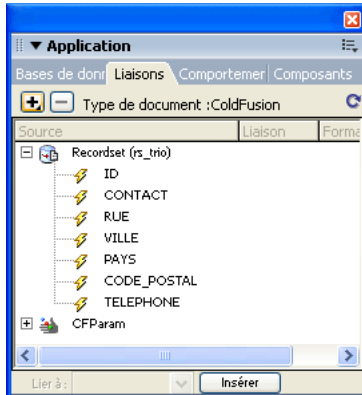 Application
Bases de donr Liaisons Comportemer Composants
Type de document :ColdFusion
Source Liaison Forma
Recordset (rs_trio)
ID
CONTACT
RUE
VILLE
PAYS
CODE_POSTAL
TELEPHONE
CFParam
Lier à : Insérer